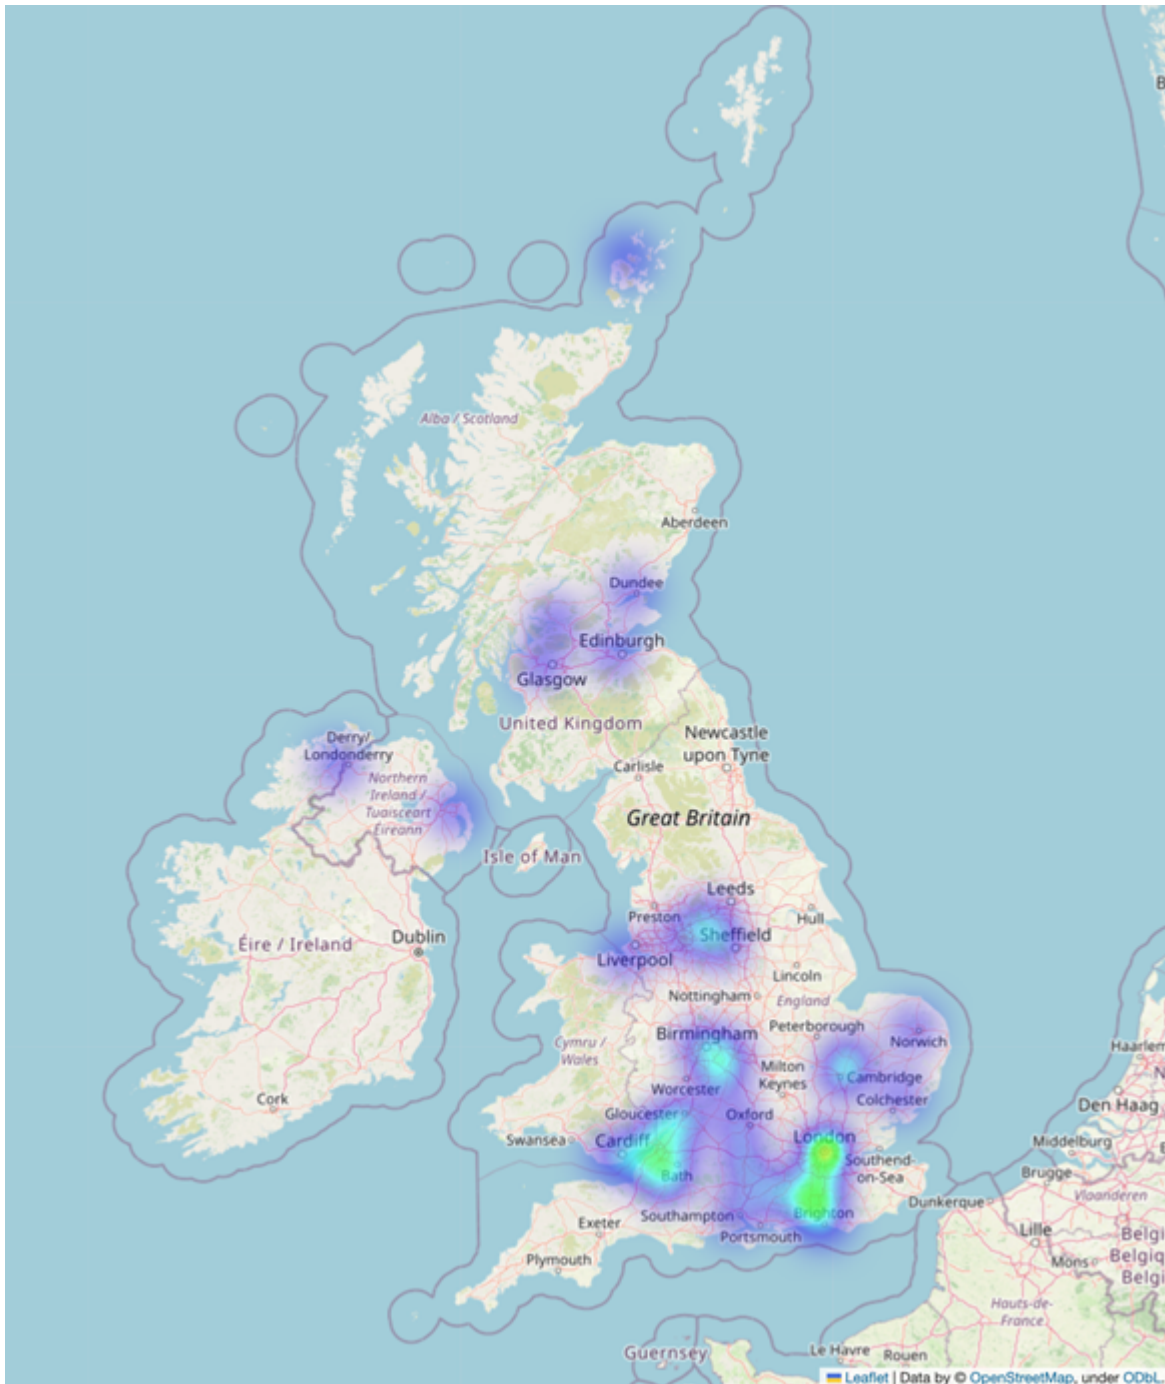 B
Alba / Scotland
Aberdeen
Dundee
Edinburgh
Glasgow
United Kingdom
Derry/
Londonderry
Newcastle
upon Tyne
Carlisle
Northern
Ireland /
Tuaisceart
Éireann
Great Britain
Isle of Man
Leeds
Preston
Hull
Sheffield
Éire / Ireland
Dublin
Liverpool
Lincoln
Nottingham
England
Birmingham
Peterborough
Norwich
Cymru /
Wales
Haarlem
Milton
Keynes
N
Cambridge
Worcester
Colchester
Den Haag
Cork
Gloucester
Oxford
Swansea
Cardiff
London
Middelburg
Southend-
on-Sea
Bath
Brugge
Vlaanderen
Dunkerque
Southampton
Brighton
Exeter
Portsmouth
Lille
Belgi
Belgiq
Belgi
Plymouth
Mons
Hauts-de-
France
Guernsey
Le Havre
Rouen
Leaflet | Data by © OpenStreetMap, under ODbL.